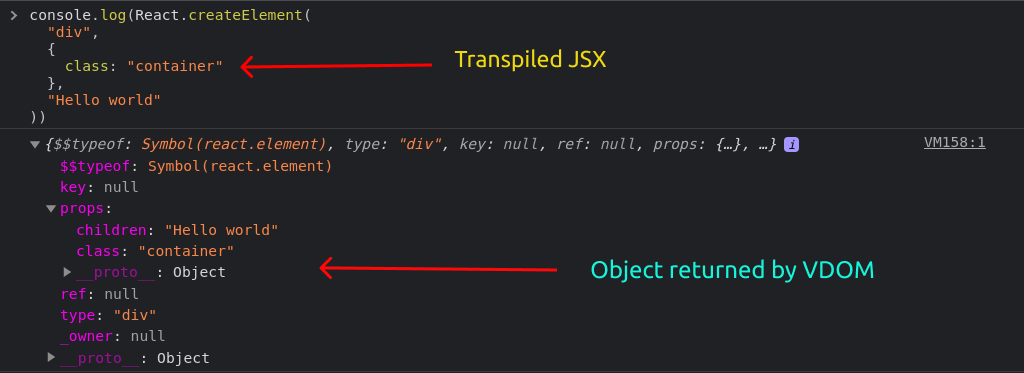 > console.log(React.createElement(
"div",
{
class: "container"
},
"Hello world"
))
Transpiled JSX
▼{$$typeof: Symbol(react.element), type: "div", key: null, ref: null, props: {…}, …} i
VM158:1
$$typeof: Symbol(react.element)
key: null
▼props:
children: "Hello world"
class: "container"
▶__proto__: Object
ref: null
type: "div"
_owner: null
▶__proto__: Object
Object returned by VDOM